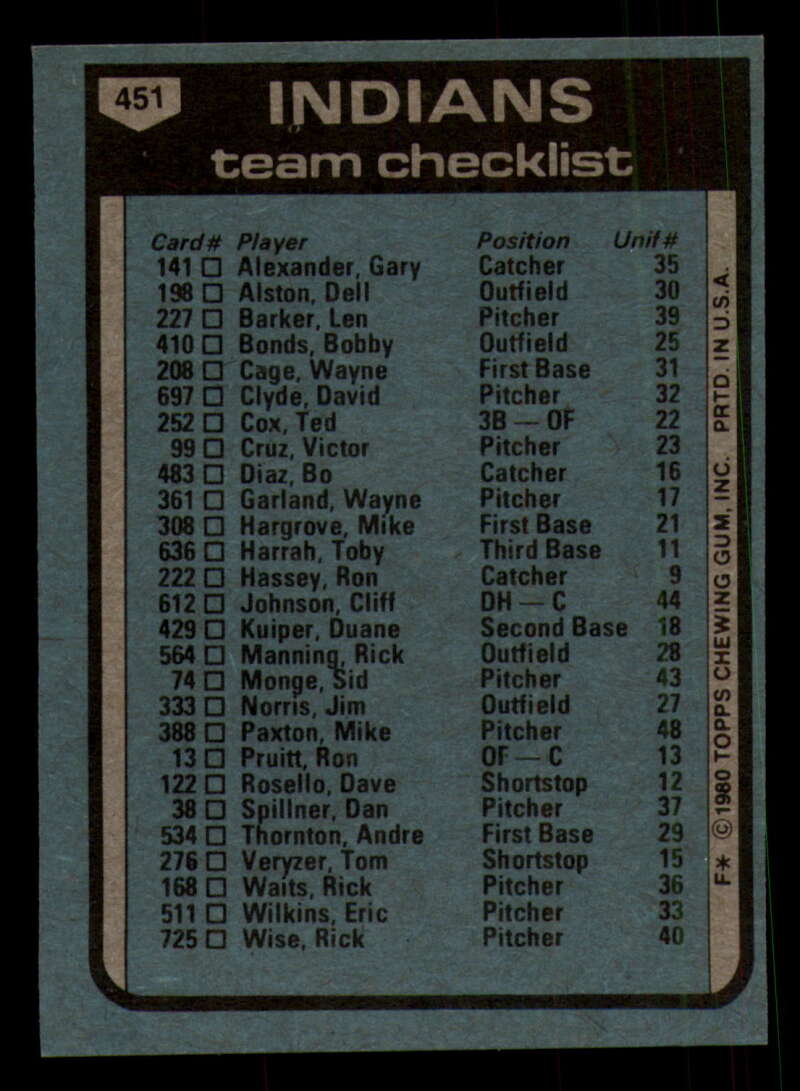 451
INDIANS
team checklist
Card# Player Position Unif#
141 □ Alexander, Gary Catcher 35
198 □ Alston, Dell Outfield 30
227 □ Barker, Len Pitcher 39
410 □ Bonds, Bobby Outfield 25
208 □ Cage, Wayne First Base 31
697 □ Clyde, David Pitcher 32
252 □ Cox, Ted 3B — OF 22
99 □ Cruz, Victor Pitcher 23
483 □ Diaz, Bo Catcher 16
361 □ Garland, Wayne Pitcher 17
308 □ Hargrove, Mike First Base 21
636 □ Harrah, Toby Third Base 11
222 □ Hassey, Ron Catcher 9
612 □ Johnson, Cliff DH — C 44
429 □ Kuiper, Duane Second Base 18
564 □ Manning, Rick Outfield 28
74 □ Monge, Sid Pitcher 43
333 □ Norris, Jim Outfield 27
388 □ Paxton, Mike Pitcher 48
13 □ Pruitt, Ron OF — C 13
122 □ Rosello, Dave Shortstop 12
38 □ Spillner, Dan Pitcher 37
534 □ Thornton, Andre First Base 29
276 □ Veryzer, Tom Shortstop 15
168 □ Waits, Rick Pitcher 36
511 □ Wilkins, Eric Pitcher 33
725 □ Wise, Rick Pitcher 40
F* © 1980 TOPPS CHEWING GUM, INC. PRTD. IN U.S.A.